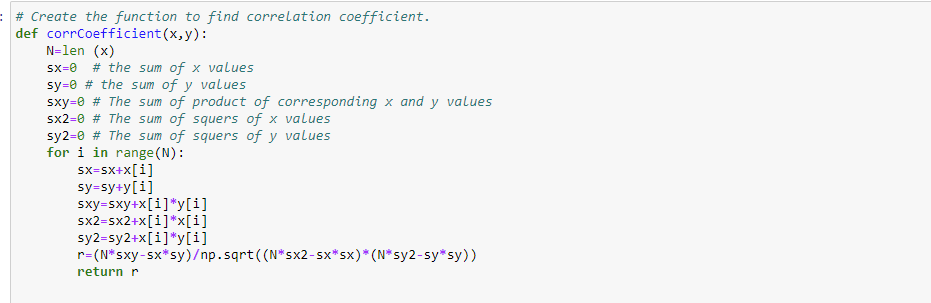 :
# Create the function to find correlation coefficient.
def corrCoefficient(x,y):
    N=len (x)
    sx=0  # the sum of x values
    sy=0 # the sum of y values
    sxy=0 # The sum of product of corresponding x and y values
    sx2=0 # The sum of squers of x values
    sy2=0 # The sum of squers of y values
    for i in range(N):
        sx=sx+x[i]
        sy=sy+y[i]
        sxy=sxy+x[i]*y[i]
        sx2=sx2+x[i]*x[i]
        sy2=sy2+x[i]*y[i]
        r=(N*sxy-sx*sy)/np.sqrt((N*sx2-sx*sx)*(N*sy2-sy*sy))
        return r